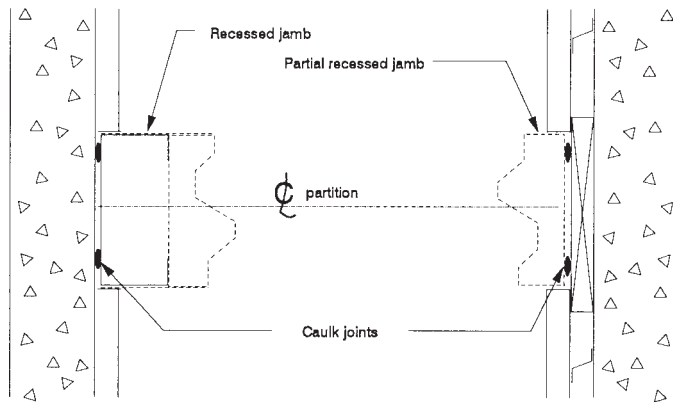 Recessed jamb
Partial recessed jamb
℄ partition
Caulk joints